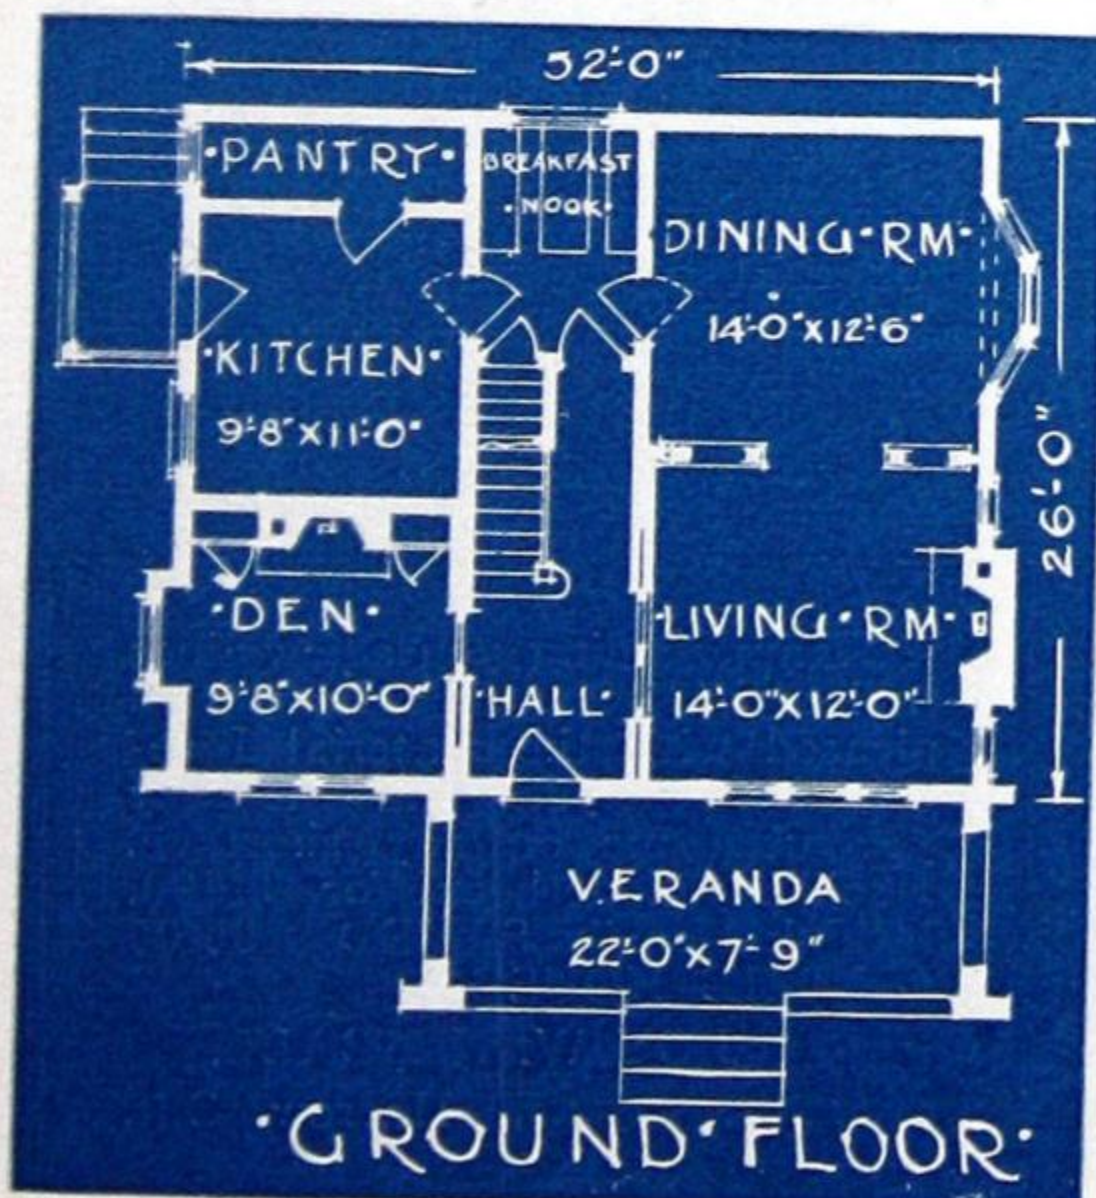 32'-0"
·PANTRY·
BREAKFAST
·NOOK·
DINING·RM·
14'-0"X12'-6"
·KITCHEN·
9'-8"X11'-0"
26'-0"
·DEN·
9'-8"X10'-0"
·HALL·
·LIVING·RM·
14'-0"X12'-0"
VERANDA
22'-0"X7'-9"
·GROUND·FLOOR·